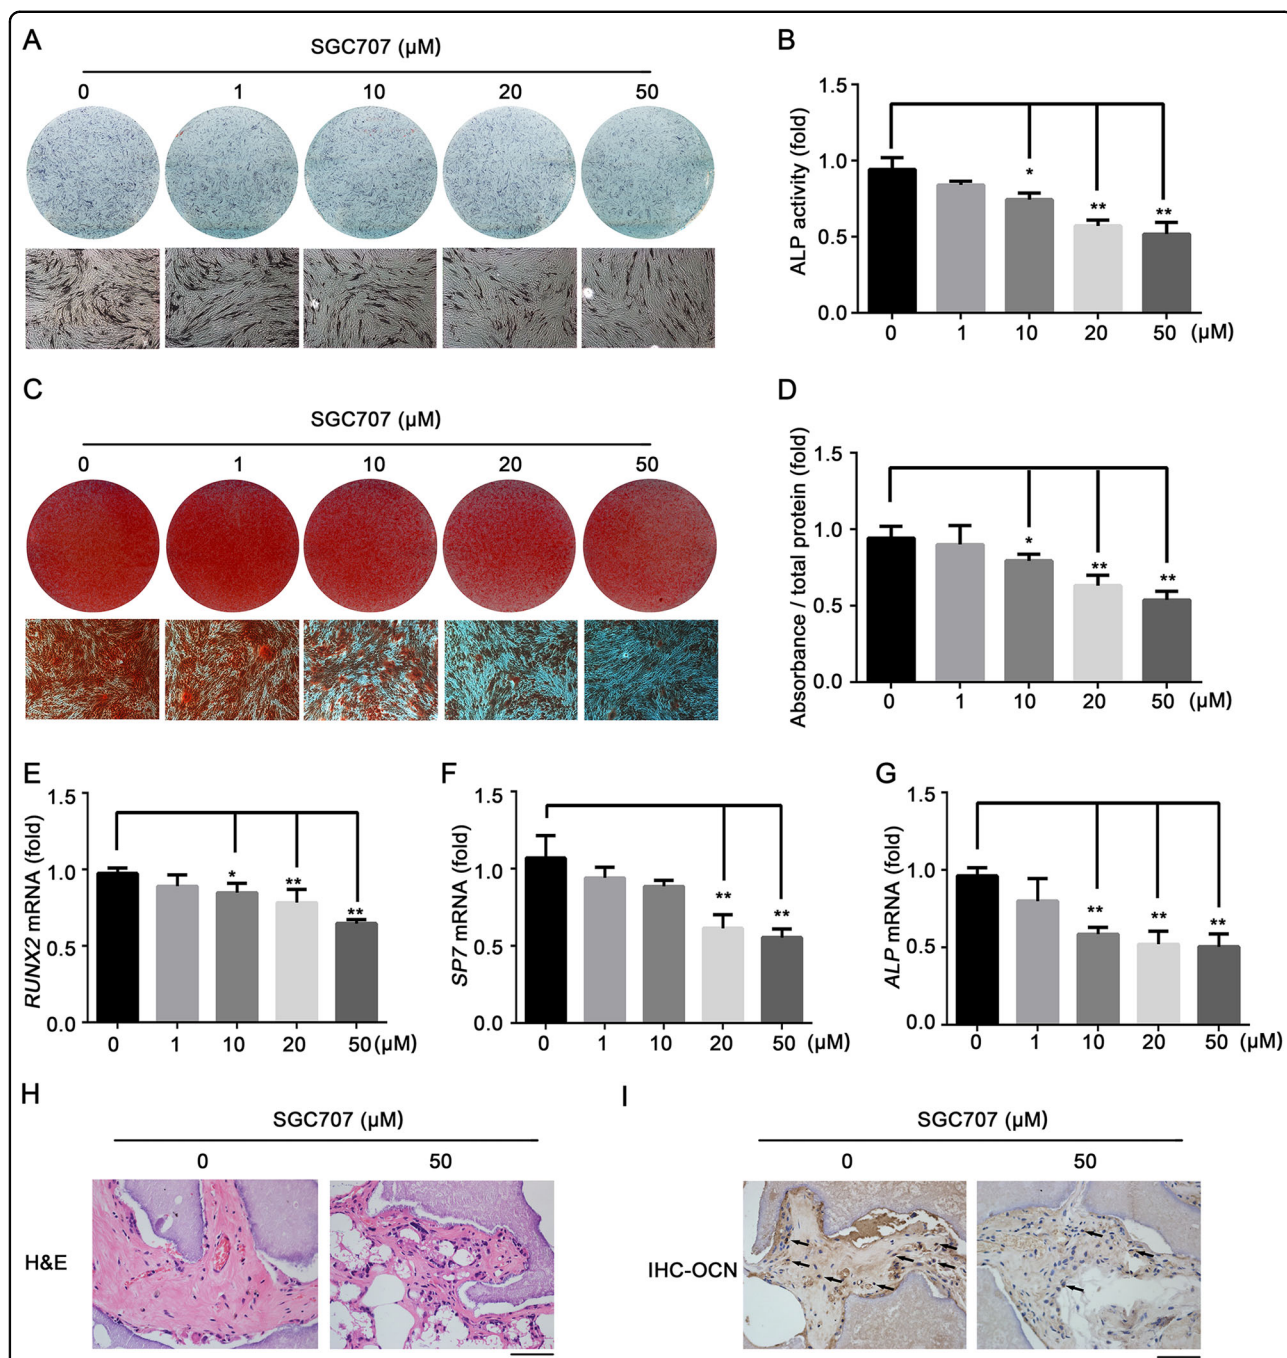 A
SGC707 (µM)
0 1 10 20 50
B
ALP activity (fold)
1.5
1.0
0.5
0.0
*
**
**
0 1 10 20 50 (µM)
C
SGC707 (µM)
0 1 10 20 50
D
Absorbance / total protein (fold)
1.5
1.0
0.5
0.0
*
**
**
0 1 10 20 50 (µM)
E
RUNX2 mRNA (fold)
1.5
1.0
0.5
0.0
*
**
**
0 1 10 20 50 (µM)
F
SP7 mRNA (fold)
1.5
1.0
0.5
0.0
**
**
0 1 10 20 50 (µM)
G
ALP mRNA (fold)
1.5
1.0
0.5
0.0
**
**
**
0 1 10 20 50 (µM)
H
SGC707 (µM)
0 50
H&E
I
SGC707 (µM)
0 50
IHC-OCN